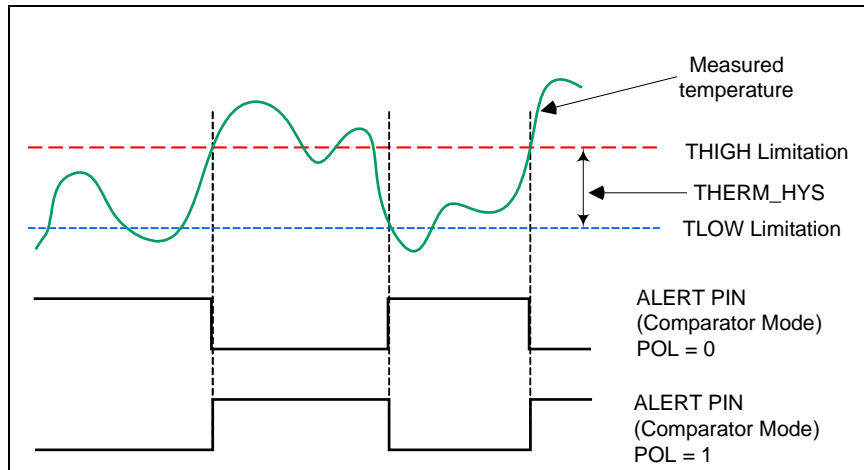 Measured
temperature
THIGH Limitation
THERM_HYS
TLOW Limitation
ALERT PIN
(Comparator Mode)
POL = 0
ALERT PIN
(Comparator Mode)
POL = 1